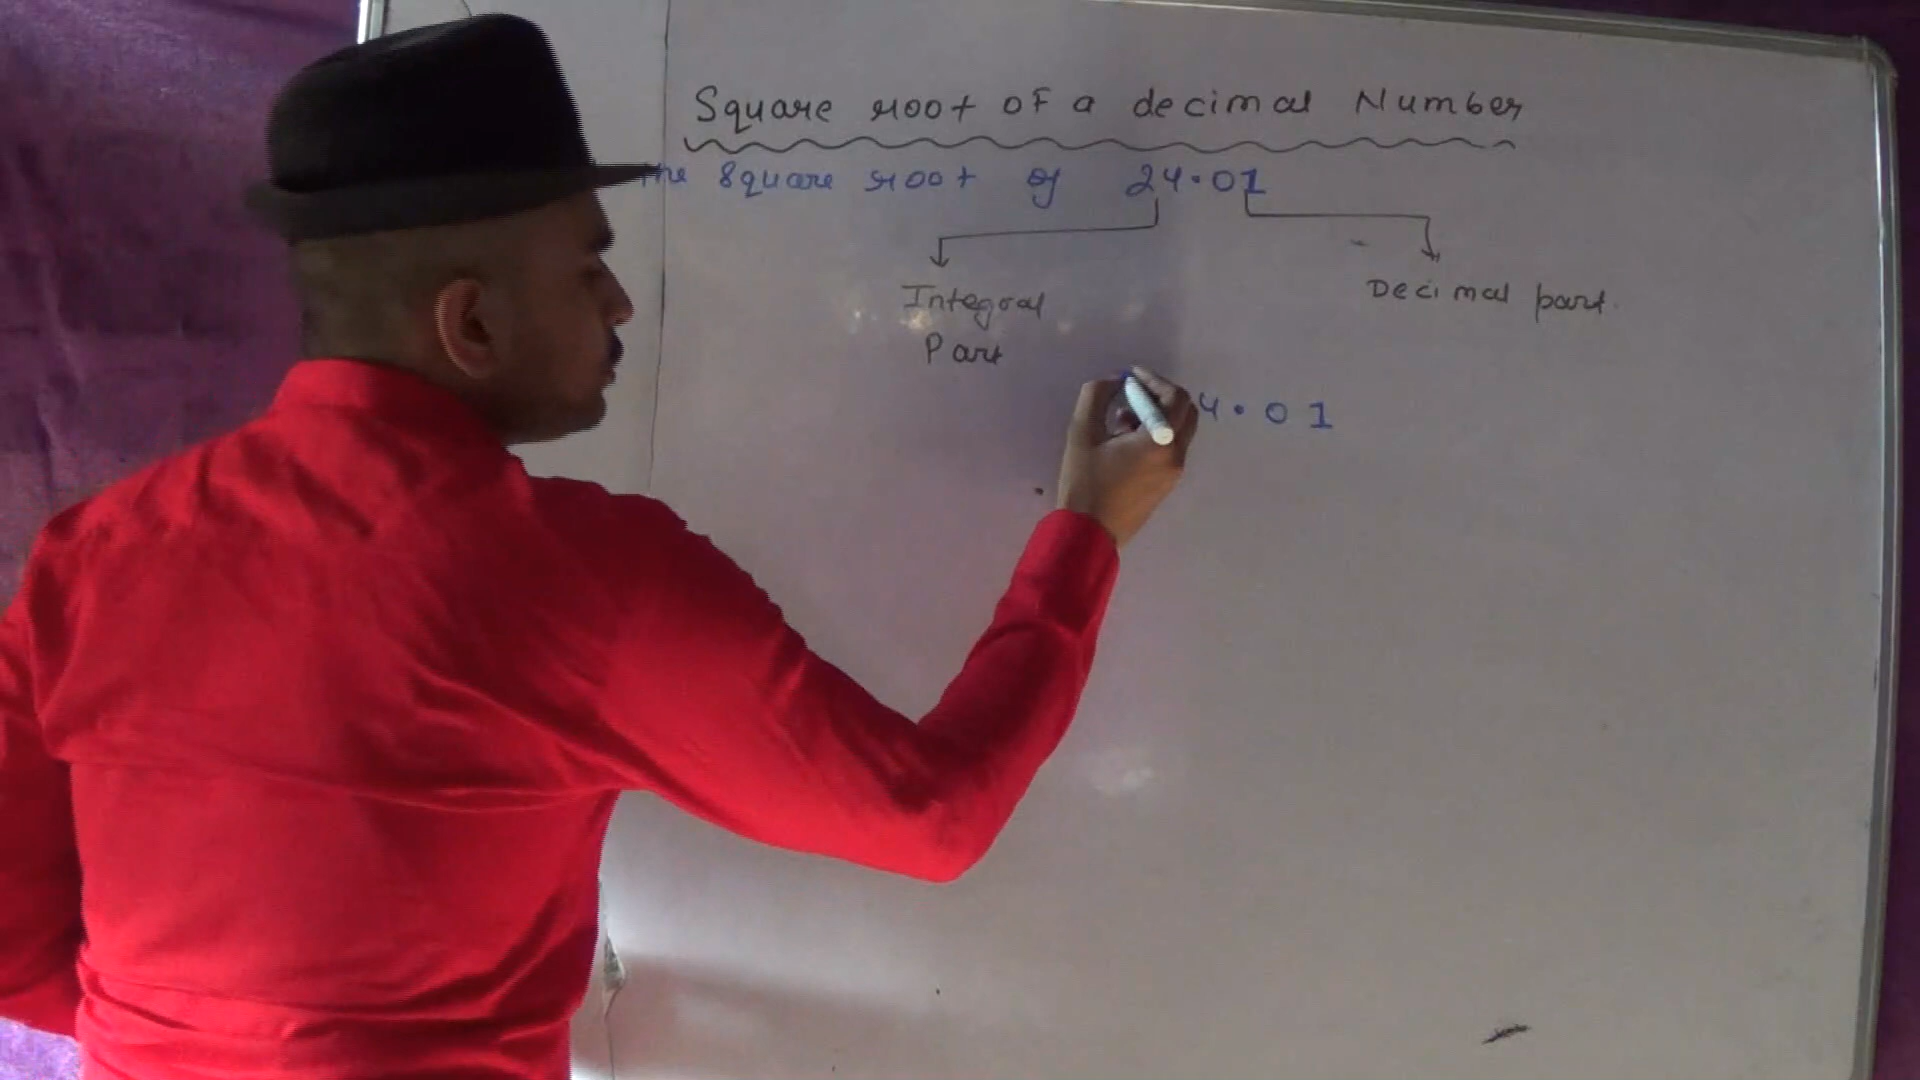 Square root OF a decimal Number
the square root of 24.01
Integral
Part
Decimal part.
4.01